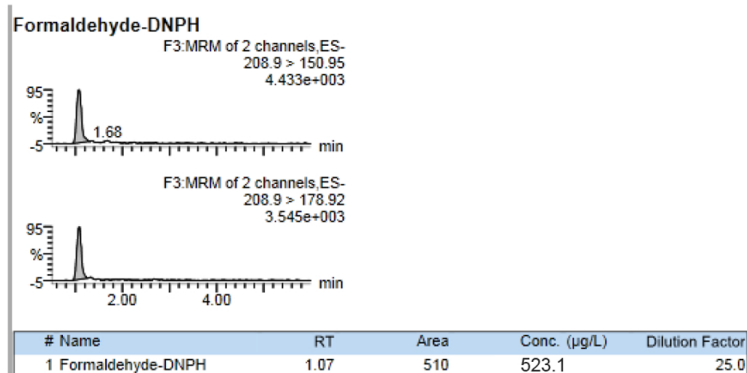 Formaldehyde-DNPH
F3:MRM of 2 channels,ES-
208.9 > 150.95
4.433e+003
95
%
-5
1.68
min
F3:MRM of 2 channels,ES-
208.9 > 178.92
3.545e+003
95
%
-5
min
2.00 4.00
# Name RT Area Conc. (µg/L) Dilution Factor
1 Formaldehyde-DNPH 1.07 510 523.1 25.0